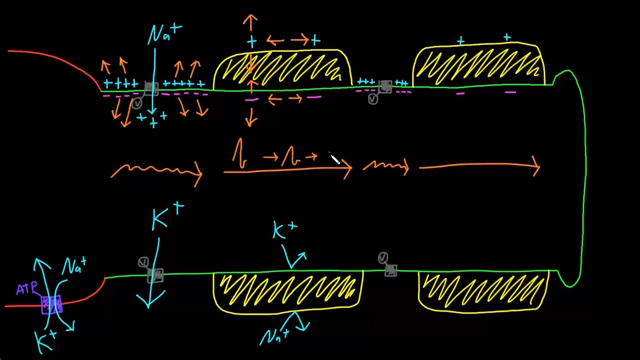 Na+
+ +
+ +
++++ ++++
+++ +++
V
V
+++
K+
K+
V
V
Na+
ATP
K+
Na+